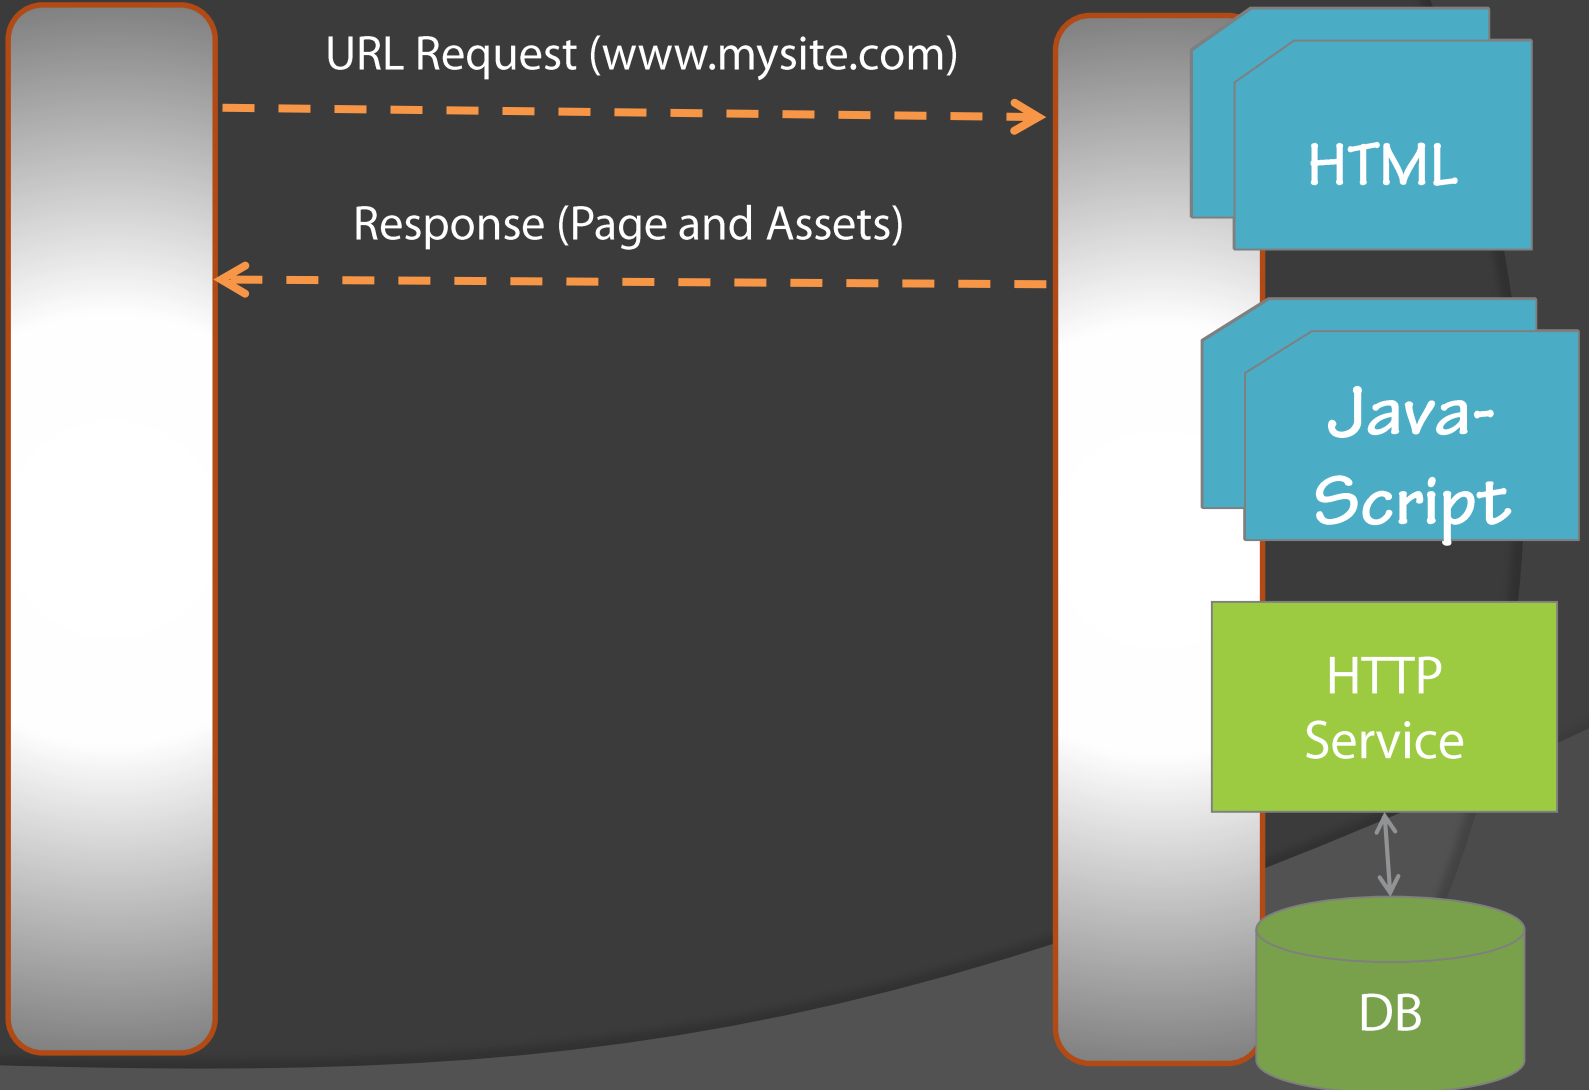 URL Request (www.mysite.com)
Response (Page and Assets)
HTML
Java-
Script
HTTP
Service
DB